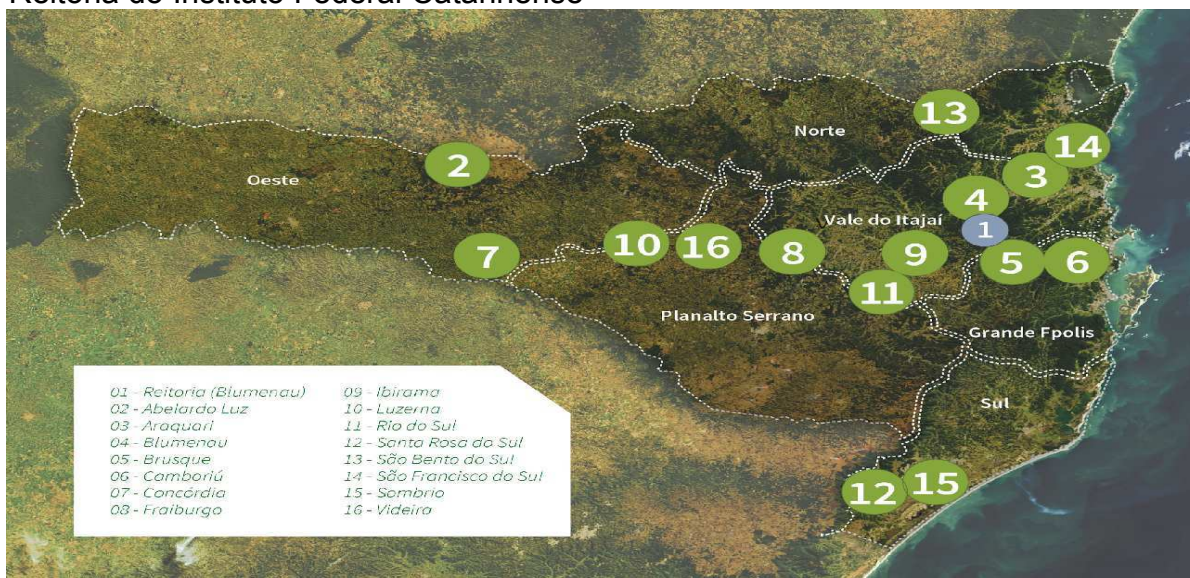 Reitoria do Instituto Federal Catarinense
13
Norte
14
2
3
Oeste
4
Vale do Itajaí
1
10
16
8
9
5
6
7
11
Planalto Serrano
Grande Fpolis
Sul
12
15
01 - Reitoria (Blumenau)
02 - Abelardo Luz
03 - Araquari
04 - Blumenau
05 - Brusque
06 - Camboriú
07 - Concórdia
08 - Fraiburgo
09 - Ibirama
10 - Luzerna
11 - Rio do Sul
12 - Santa Rosa do Sul
13 - São Bento do Sul
14 - São Francisco do Sul
15 - Sombrio
16 - Videira